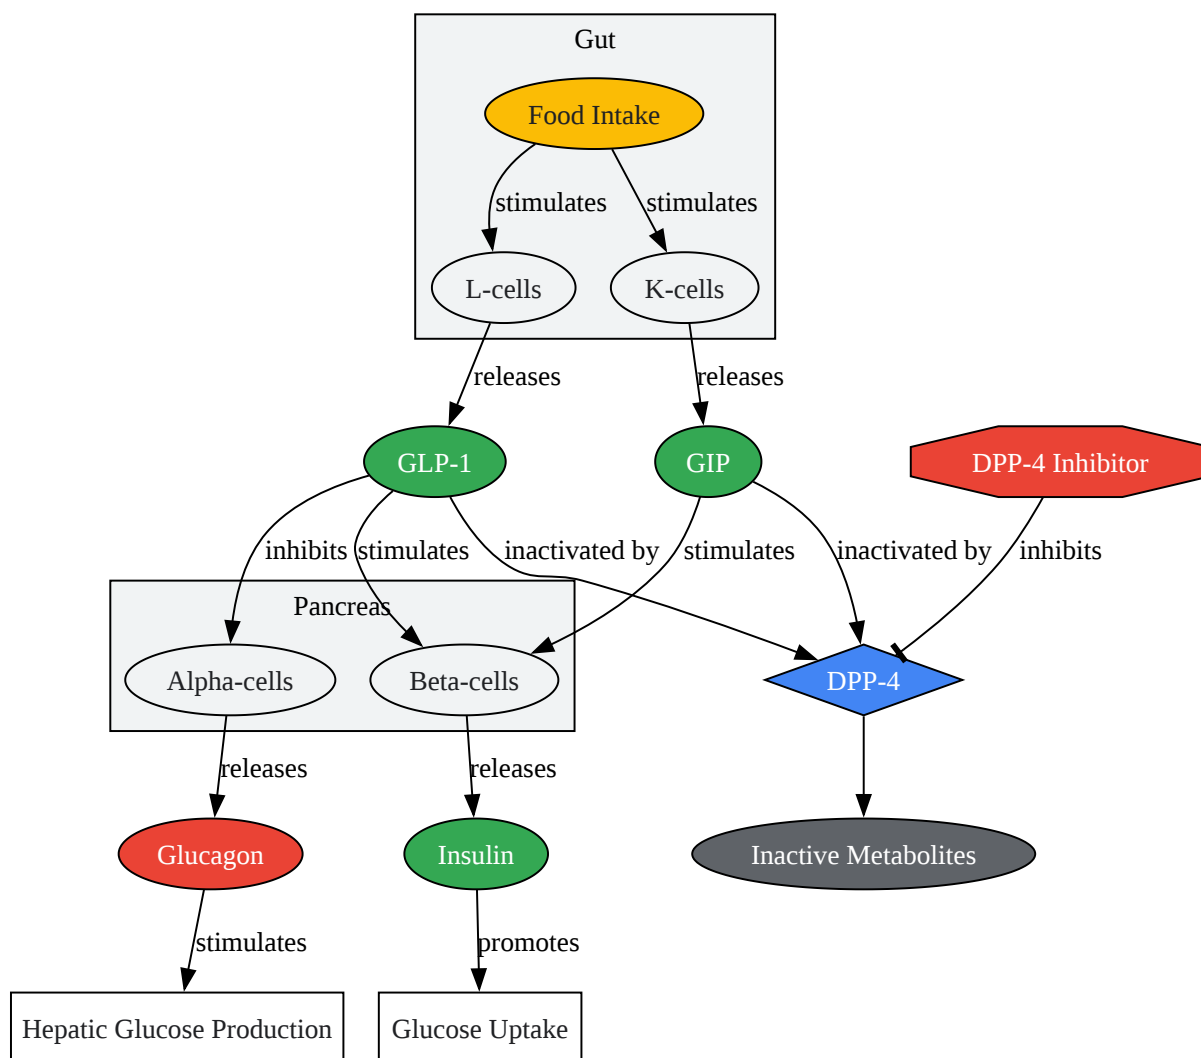 Gut
Food Intake
stimulates
stimulates
L-cells
K-cells
releases
releases
GLP-1
GIP
DPP-4 Inhibitor
inhibits
stimulates
inactivated by
stimulates
inactivated by
inhibits
Pancreas
Alpha-cells
Beta-cells
DPP-4
releases
releases
Glucagon
Insulin
Inactive Metabolites
stimulates
promotes
Hepatic Glucose Production
Glucose Uptake